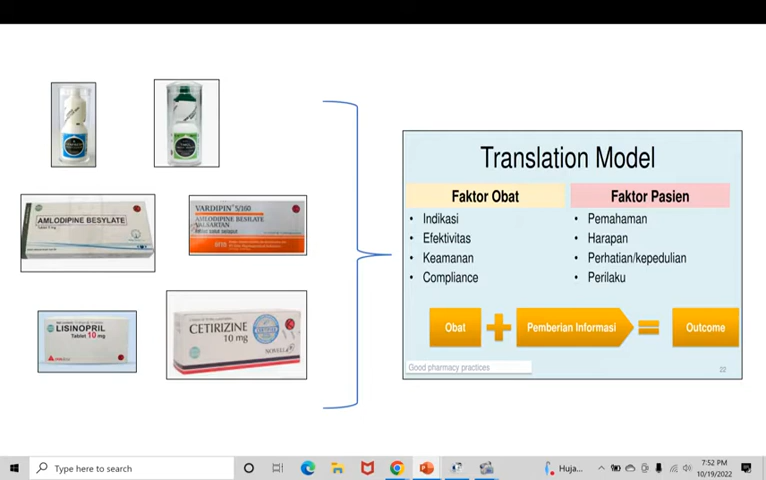 AMLODIPINE BESYLATE
Tablet 5 mg
VARDIPIN 5/160
AMLODIPINE BESILATE
VALSARTAN
LISINOPRIL
Tablet 10 mg
CETIRIZINE
10 mg
NOVELL
Translation Model
Faktor Obat
• Indikasi
• Efektivitas
• Keamanan
• Compliance
Faktor Pasien
• Pemahaman
• Harapan
• Perhatian/kepedulian
• Perilaku
Obat
Pemberian Informasi
Outcome
Good pharmacy practices
22
Type here to search
Huja...
7:52 PM
10/19/2022